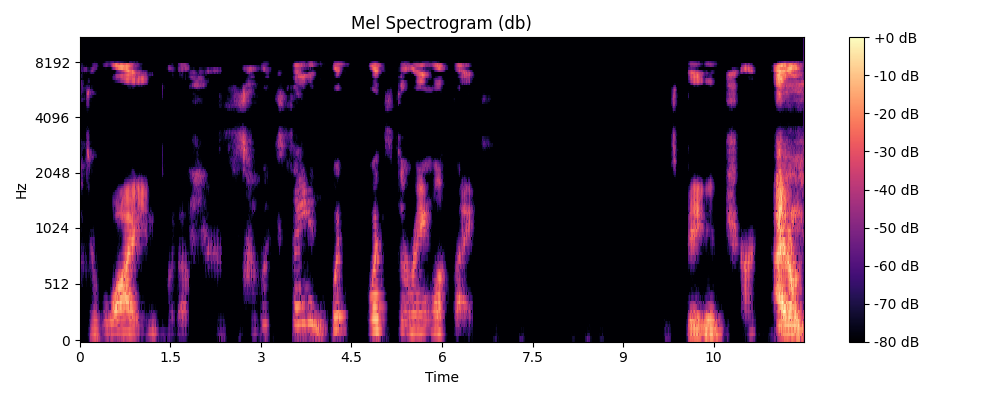 Mel Spectrogram (db)
8192
4096
2048
1024
512
0
Hz
0 1.5 3 4.5 6 7.5 9 10
Time
+0 dB
-10 dB
-20 dB
-30 dB
-40 dB
-50 dB
-60 dB
-70 dB
-80 dB